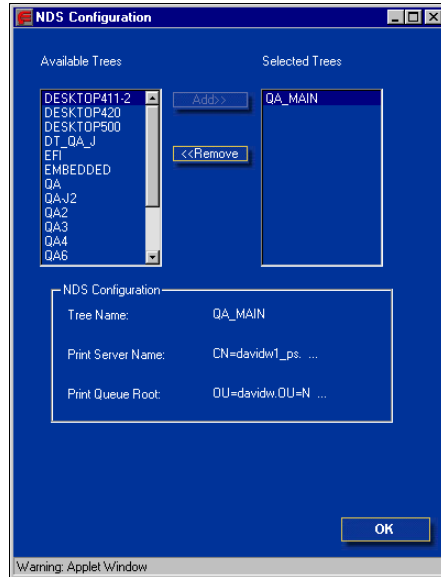 NDS Configuration
Available Trees
Selected Trees
DESKTOP411-2
DESKTOP420
DESKTOP500
DT_QA_J
EFI
EMBEDDED
QA
QA-J2
QA2
QA3
QA4
QA6
Add>>
<<Remove
QA_MAIN
NDS Configuration
Tree Name: QA_MAIN
Print Server Name: CN=davidw1_ps. ...
Print Queue Root: OU=davidw.OU=N ...
OK
Warning: Applet Window